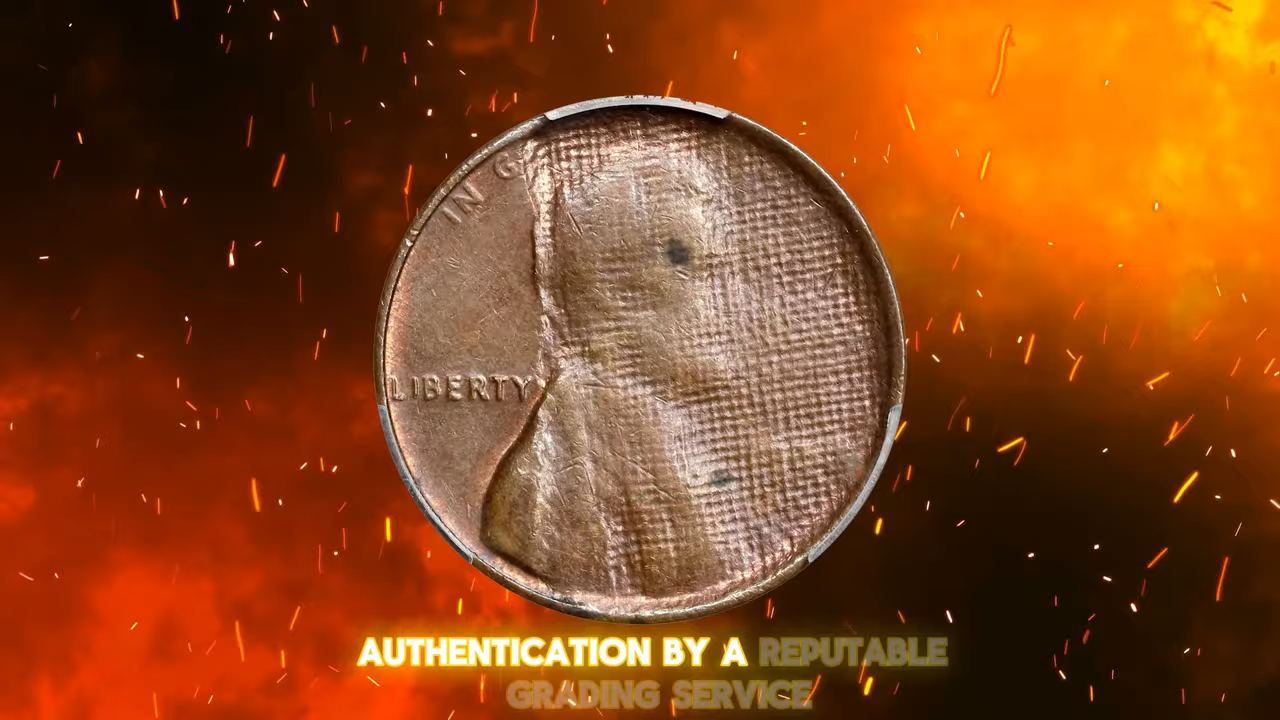 IN G
LIBERTY
AUTHENTICATION BY A REPUTABLE
GRADING SERVICE